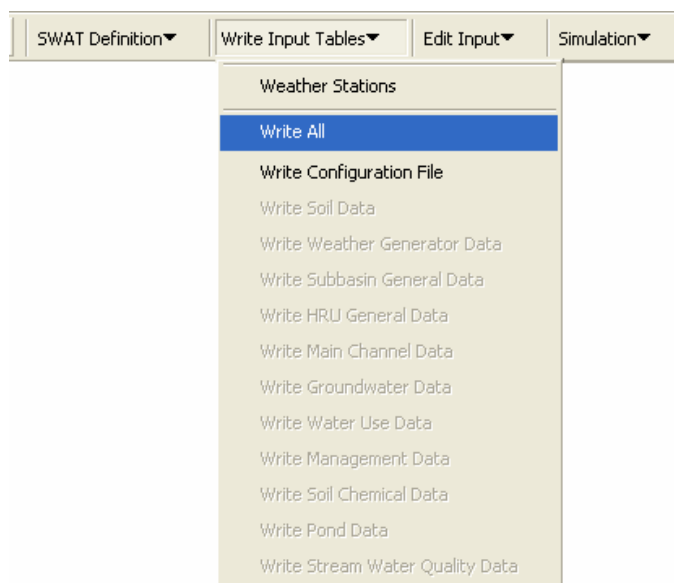 SWAT Definition▼ Write Input Tables▼ Edit Input▼ Simulation▼
Weather Stations
Write All
Write Configuration File
Write Soil Data
Write Weather Generator Data
Write Subbasin General Data
Write HRU General Data
Write Main Channel Data
Write Groundwater Data
Write Water Use Data
Write Management Data
Write Soil Chemical Data
Write Pond Data
Write Stream Water Quality Data